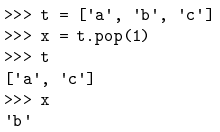 >>> t = ['a', 'b', 'c']
>>> x = t.pop(1)
>>> t
['a', 'c']
>>> x
'b'